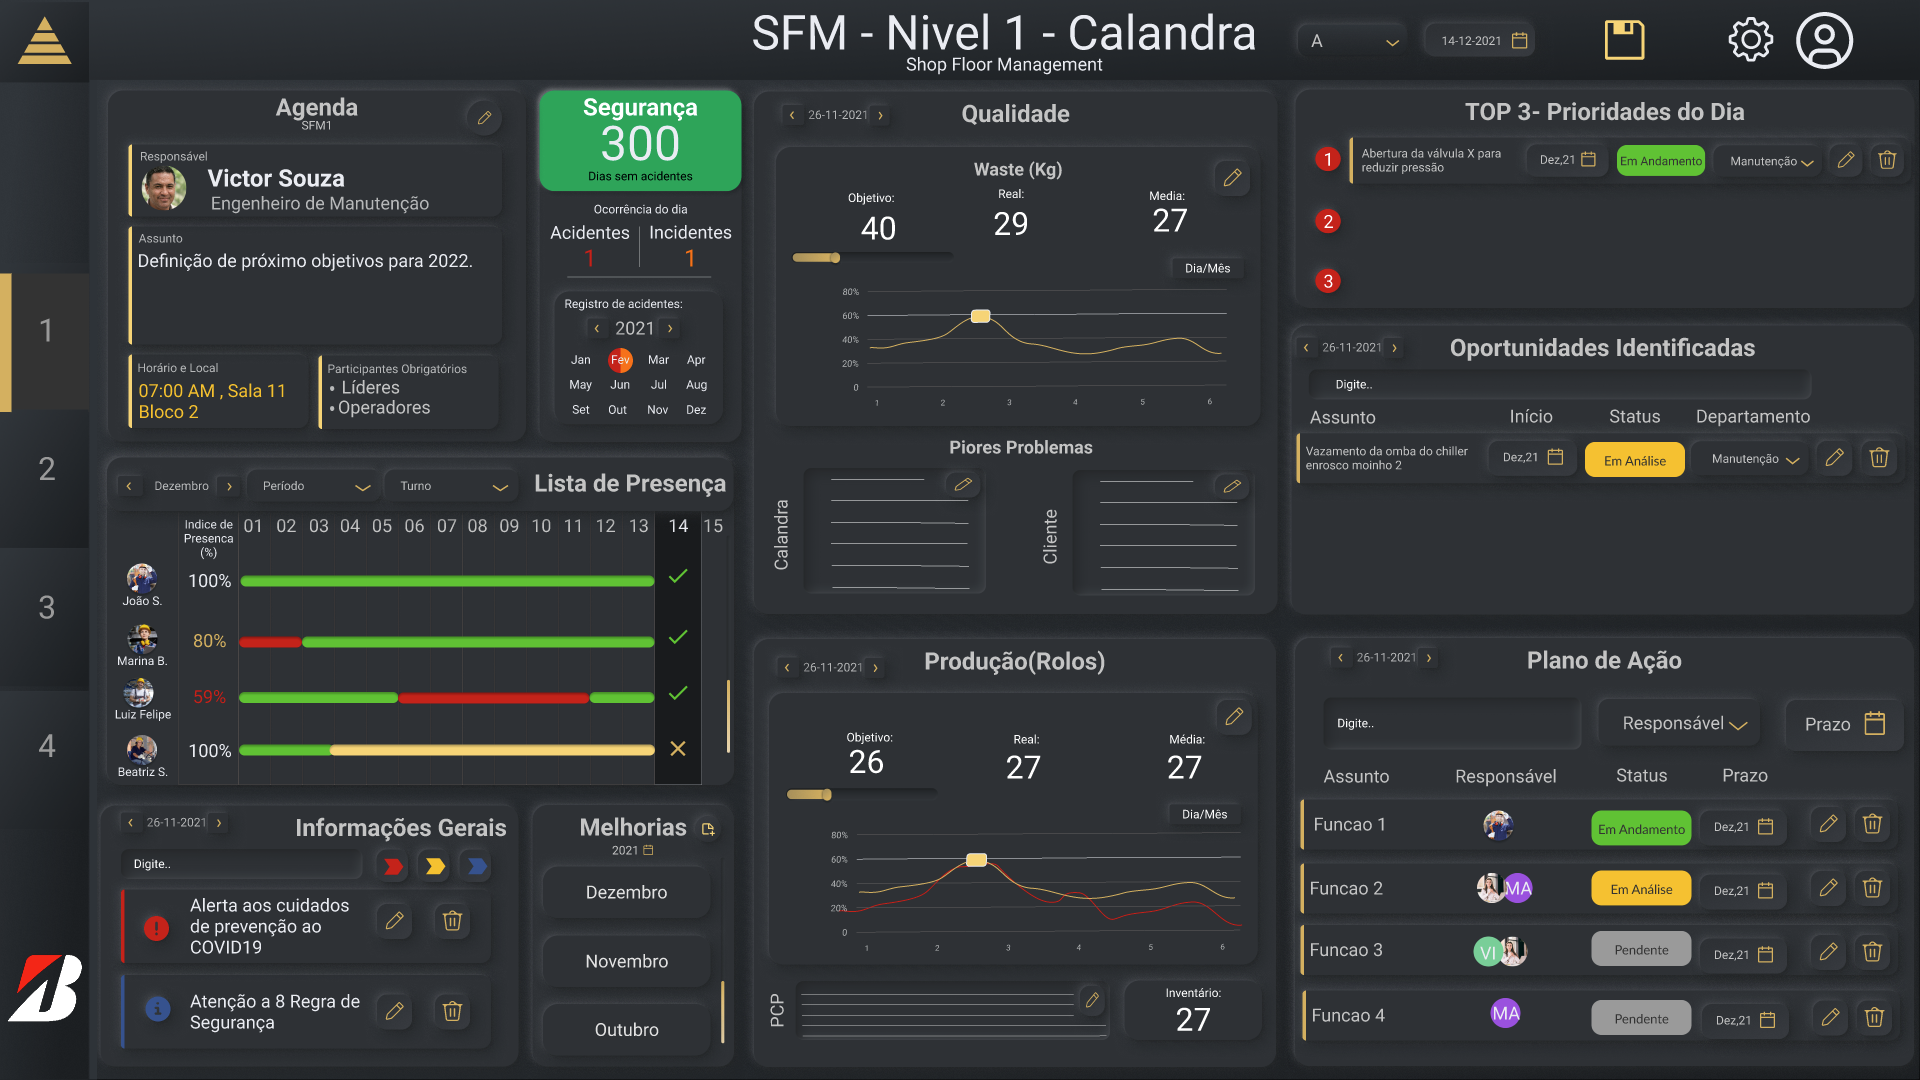 SFM - Nivel 1 - Calandra
Shop Floor Management
A
14-12-2021
1
2
3
4
Agenda
SFM1
Responsável
Victor Souza
Engenheiro de Manutenção
Assunto
Definição de próximo objetivos para 2022.
Horário e Local
07:00 AM , Sala 11
Bloco 2
Participantes Obrigatórios
• Líderes
• Operadores
Segurança
300
Dias sem acidentes
Ocorrência do dia
Acidentes
1
Incidentes
1
Registro de acidentes:
‹ 2021 ›
Jan Fev Mar Apr
May Jun Jul Aug
Set Out Nov Dez
‹ Dezembro ›
Período
Turno
Lista de Presença
Indice de
Presenca
(%)
01 02 03 04 05 06 07 08 09 10 11 12 13 14 15
João S.
100%
Marina B.
80%
Luiz Felipe
59%
Beatriz S.
100%
‹ 26-11-2021 ›
Informações Gerais
Digite..
Alerta aos cuidados
de prevenção ao
COVID19
Atenção a 8 Regra de
Segurança
Melhorias
2021
Dezembro
Novembro
Outubro
‹ 26-11-2021 ›
Qualidade
Waste (Kg)
Objetivo:
40
Real:
29
Media:
27
Dia/Mês
80%
60%
40%
20%
0
1 2 3 4 5 6
Piores Problemas
Calandra
Cliente
‹ 26-11-2021 ›
Produção(Rolos)
Objetivo:
26
Real:
27
Média:
27
Dia/Mês
80%
60%
40%
20%
0
1 2 3 4 5 6
PCP
Inventário:
27
TOP 3- Prioridades do Dia
1
Abertura da válvula X para
reduzir pressão
Dez,21
Em Andamento
Manutenção
2
3
‹ 26-11-2021 ›
Oportunidades Identificadas
Digite..
Assunto Início Status Departamento
Vazamento da omba do chiller
enrosco moinho 2
Dez,21
Em Análise
Manutenção
‹ 26-11-2021 ›
Plano de Ação
Digite..
Responsável
Prazo
Assunto Responsável Status Prazo
Funcao 1
Em Andamento
Dez,21
Funcao 2
MA
Em Análise
Dez,21
Funcao 3
VI
Pendente
Dez,21
Funcao 4
MA
Pendente
Dez,21